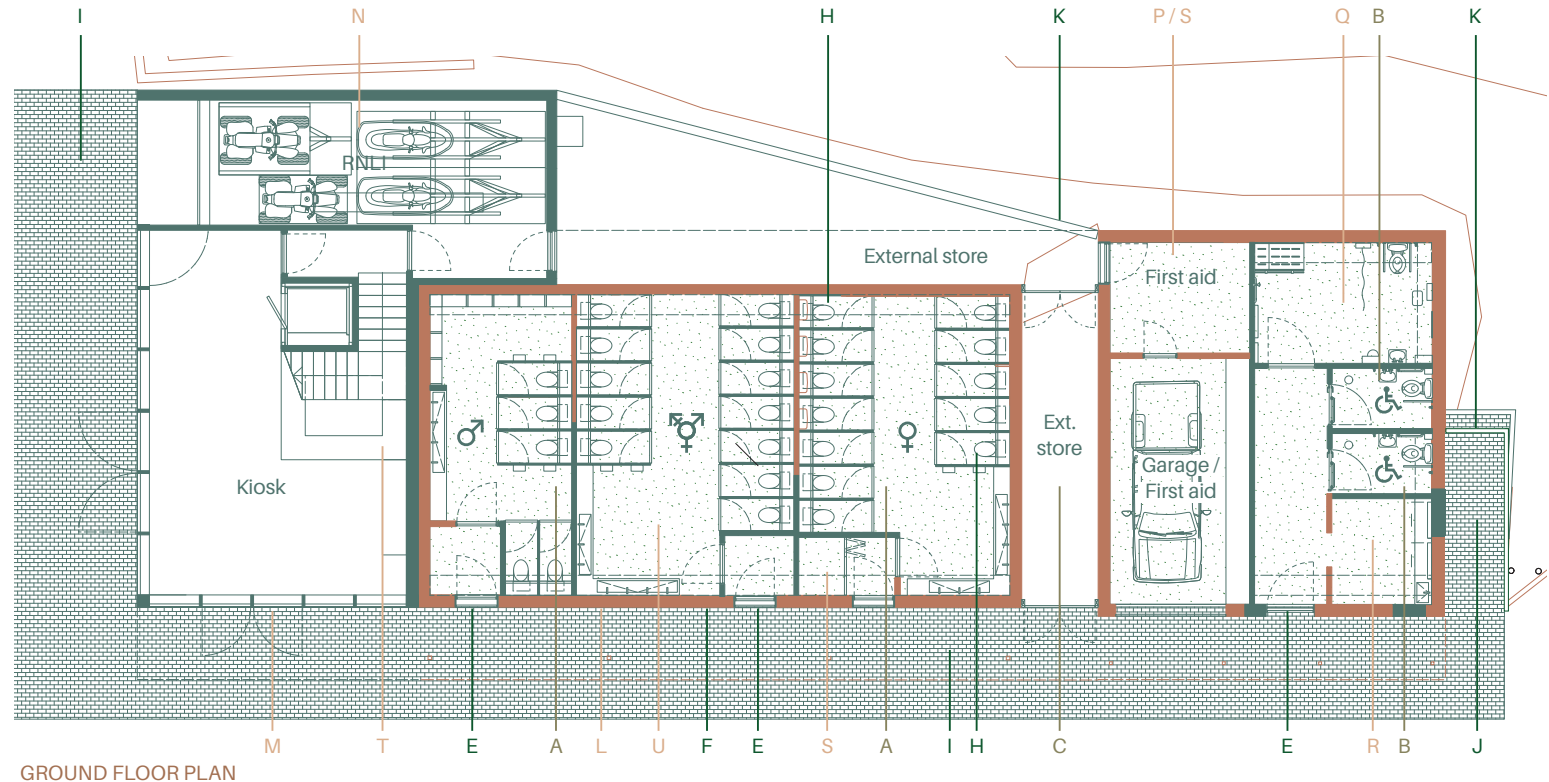 I
N
H
K
P / S
Q
B
K
RNLI
External store
First aid
Kiosk
Ext.
store
Garage /
First aid
M
T
E
A
L
U
F
E
S
A
I
H
C
E
R
B
J
GROUND FLOOR PLAN